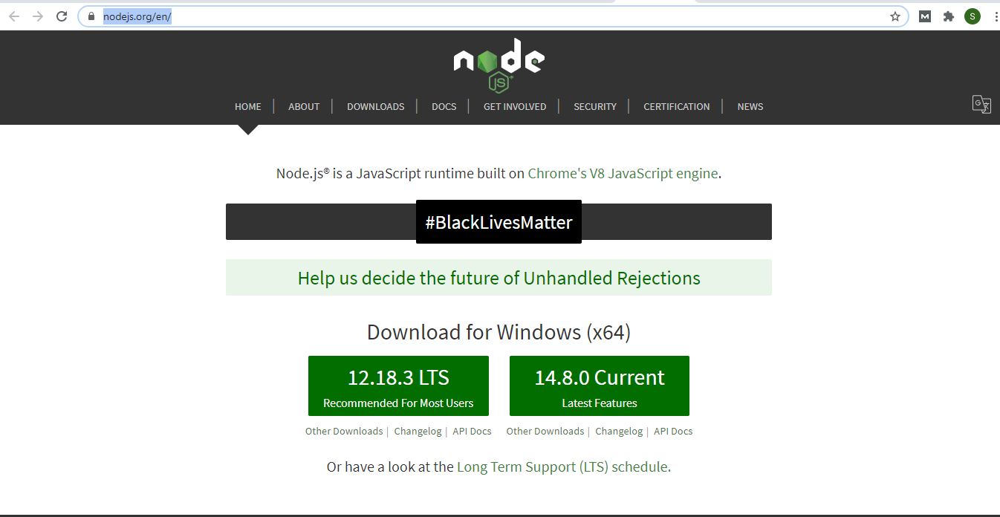 nodejs.org/en/
M
S
node
JS
HOME | ABOUT | DOWNLOADS | DOCS | GET INVOLVED | SECURITY | CERTIFICATION | NEWS
G
Node.js® is a JavaScript runtime built on Chrome's V8 JavaScript engine.
#BlackLivesMatter
Help us decide the future of Unhandled Rejections
Download for Windows (x64)
12.18.3 LTS
Recommended For Most Users
14.8.0 Current
Latest Features
Other Downloads | Changelog | API Docs
Other Downloads | Changelog | API Docs
Or have a look at the Long Term Support (LTS) schedule.